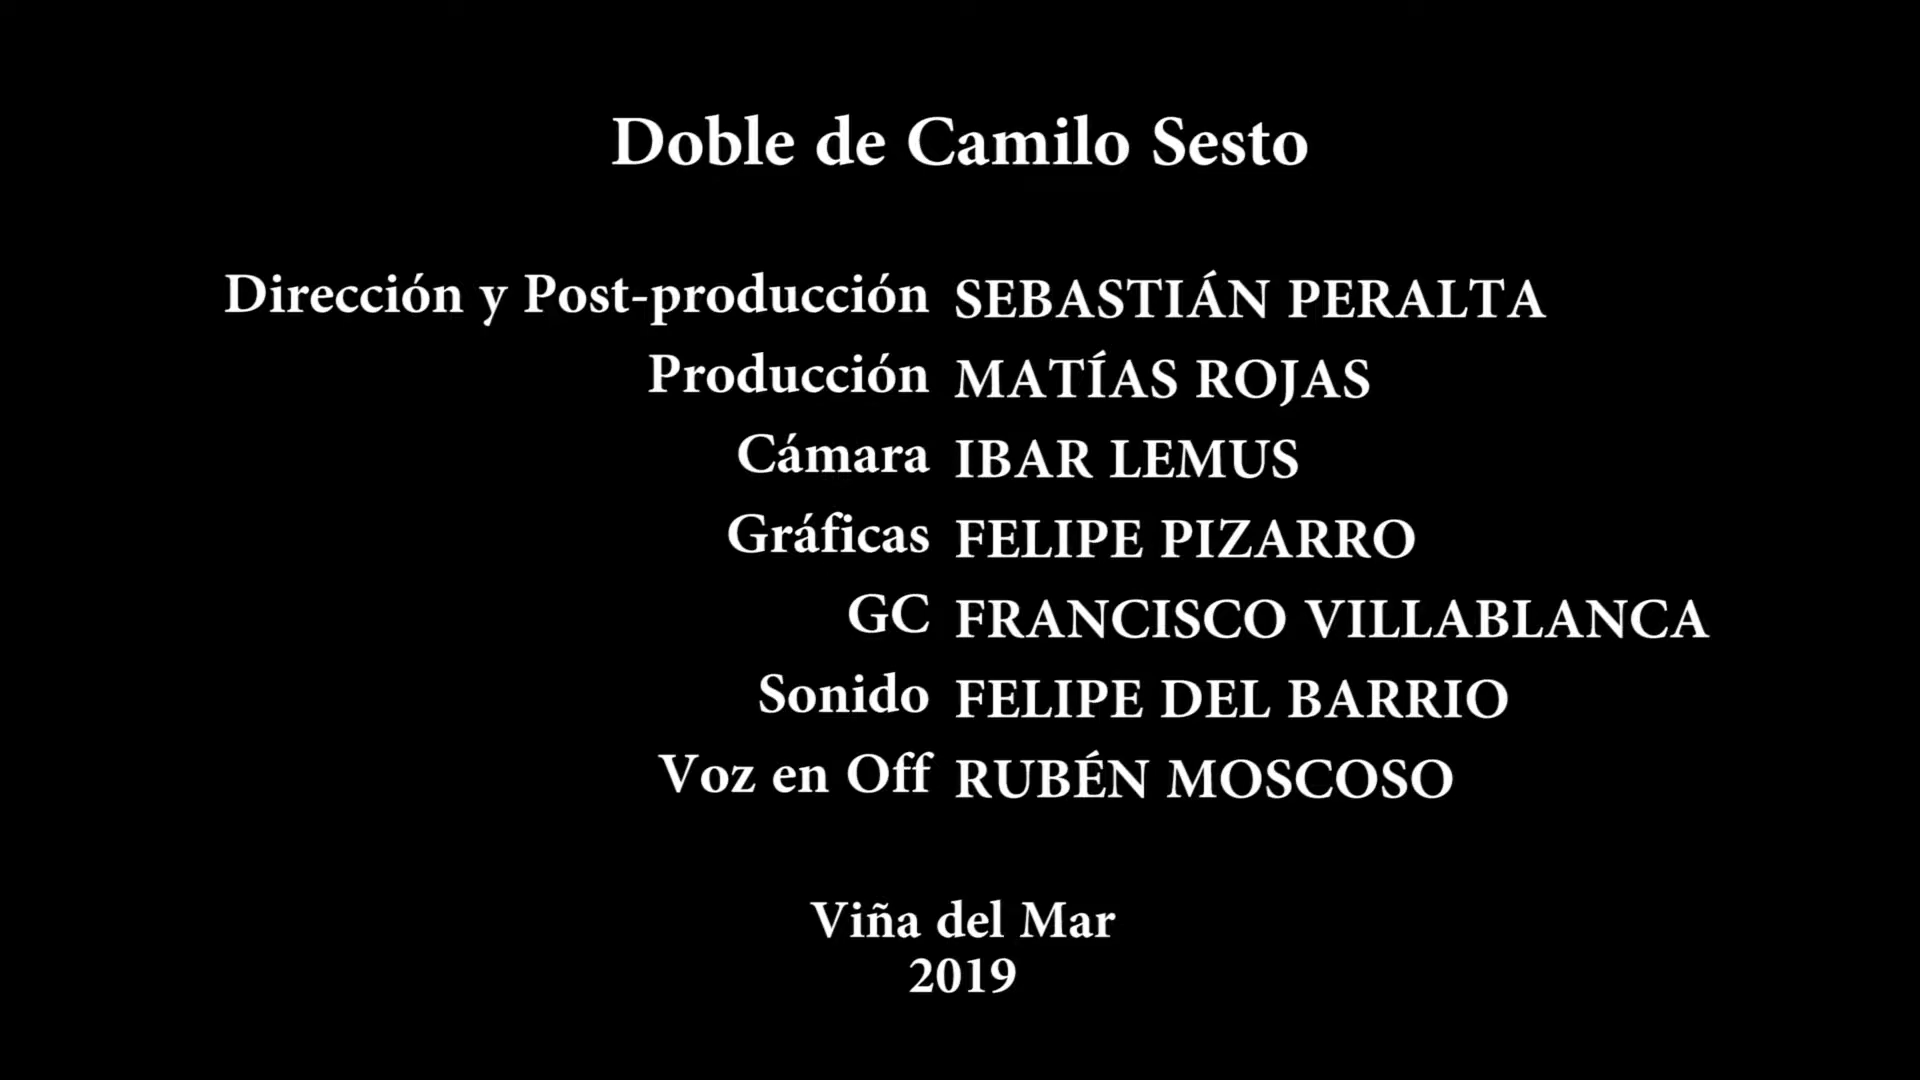 Doble de Camilo Sesto
Dirección y Post-producción SEBASTIÁN PERALTA
Producción MATÍAS ROJAS
Cámara IBAR LEMUS
Gráficas FELIPE PIZARRO
GC FRANCISCO VILLABLANCA
Sonido FELIPE DEL BARRIO
Voz en Off RUBÉN MOSCOSO
Viña del Mar
2019